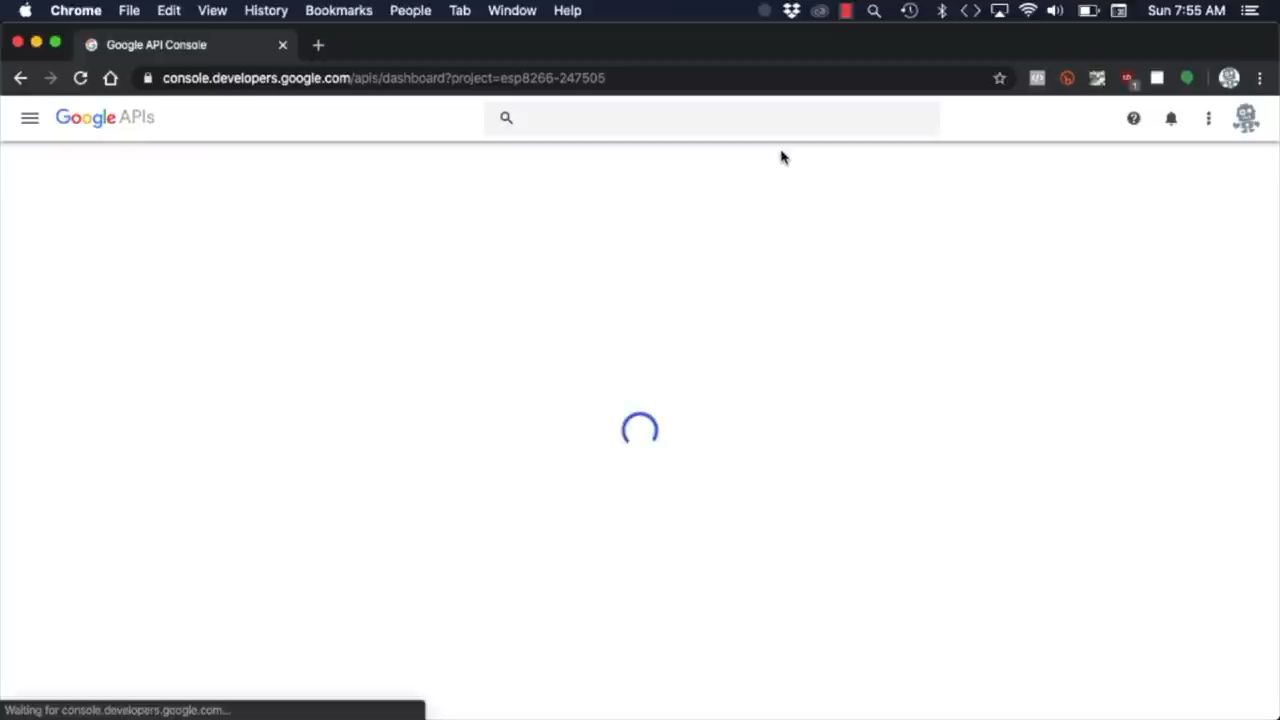 Chrome File Edit View History Bookmarks People Tab Window Help Sun 7:55 AM
Google API Console
console.developers.google.com/apis/dashboard?project=esp8266-247505
Google APIs
Waiting for console.developers.google.com...